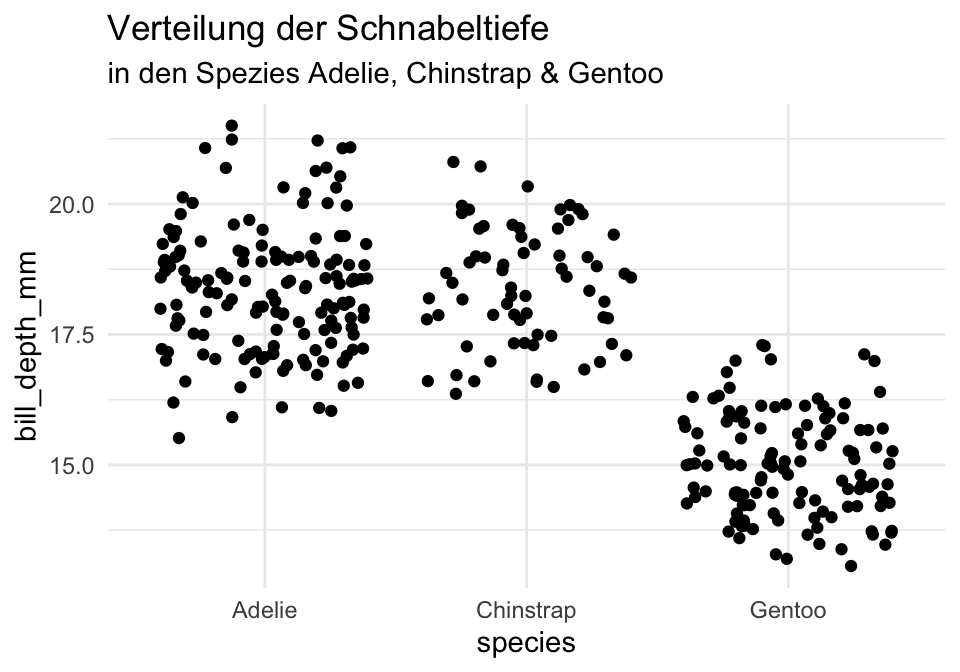 Verteilung der Schnabeltiefe
in den Spezies Adelie, Chinstrap & Gentoo
bill_depth_mm
20.0
17.5
15.0
Adelie Chinstrap Gentoo
species